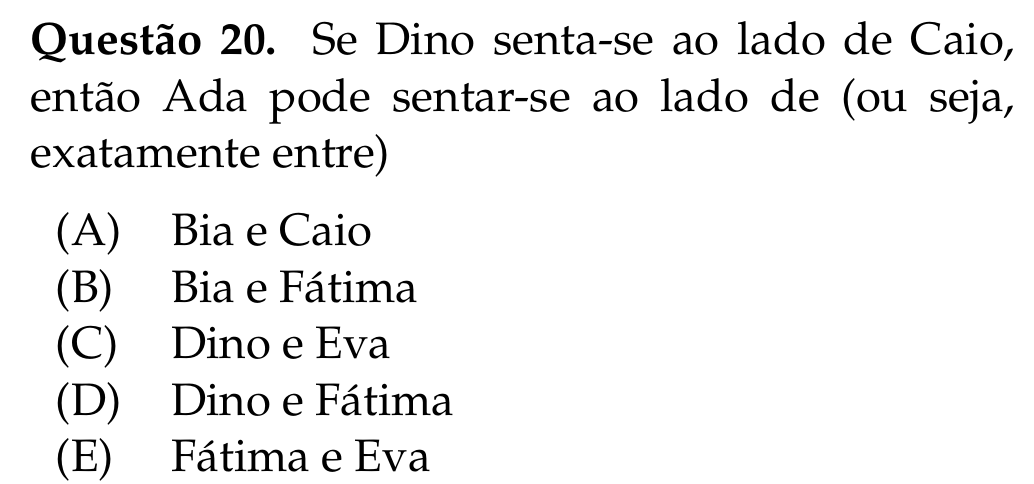 Questão 20. Se Dino senta-se ao lado de Caio,
então Ada pode sentar-se ao lado de (ou seja,
exatamente entre)
(A) Bia e Caio
(B) Bia e Fátima
(C) Dino e Eva
(D) Dino e Fátima
(E) Fátima e Eva